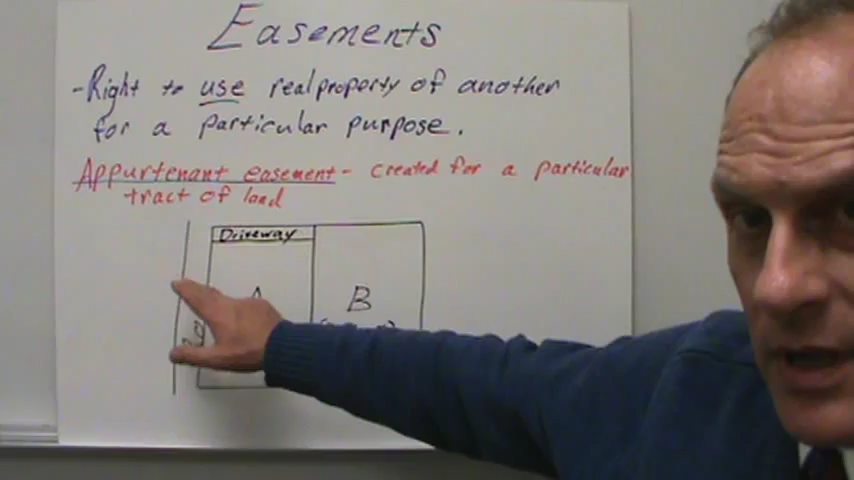 Easements
-Right to use real property of another
for a particular purpose.
Appurtenant easement- created for a particular
tract of land
Driveway
A B